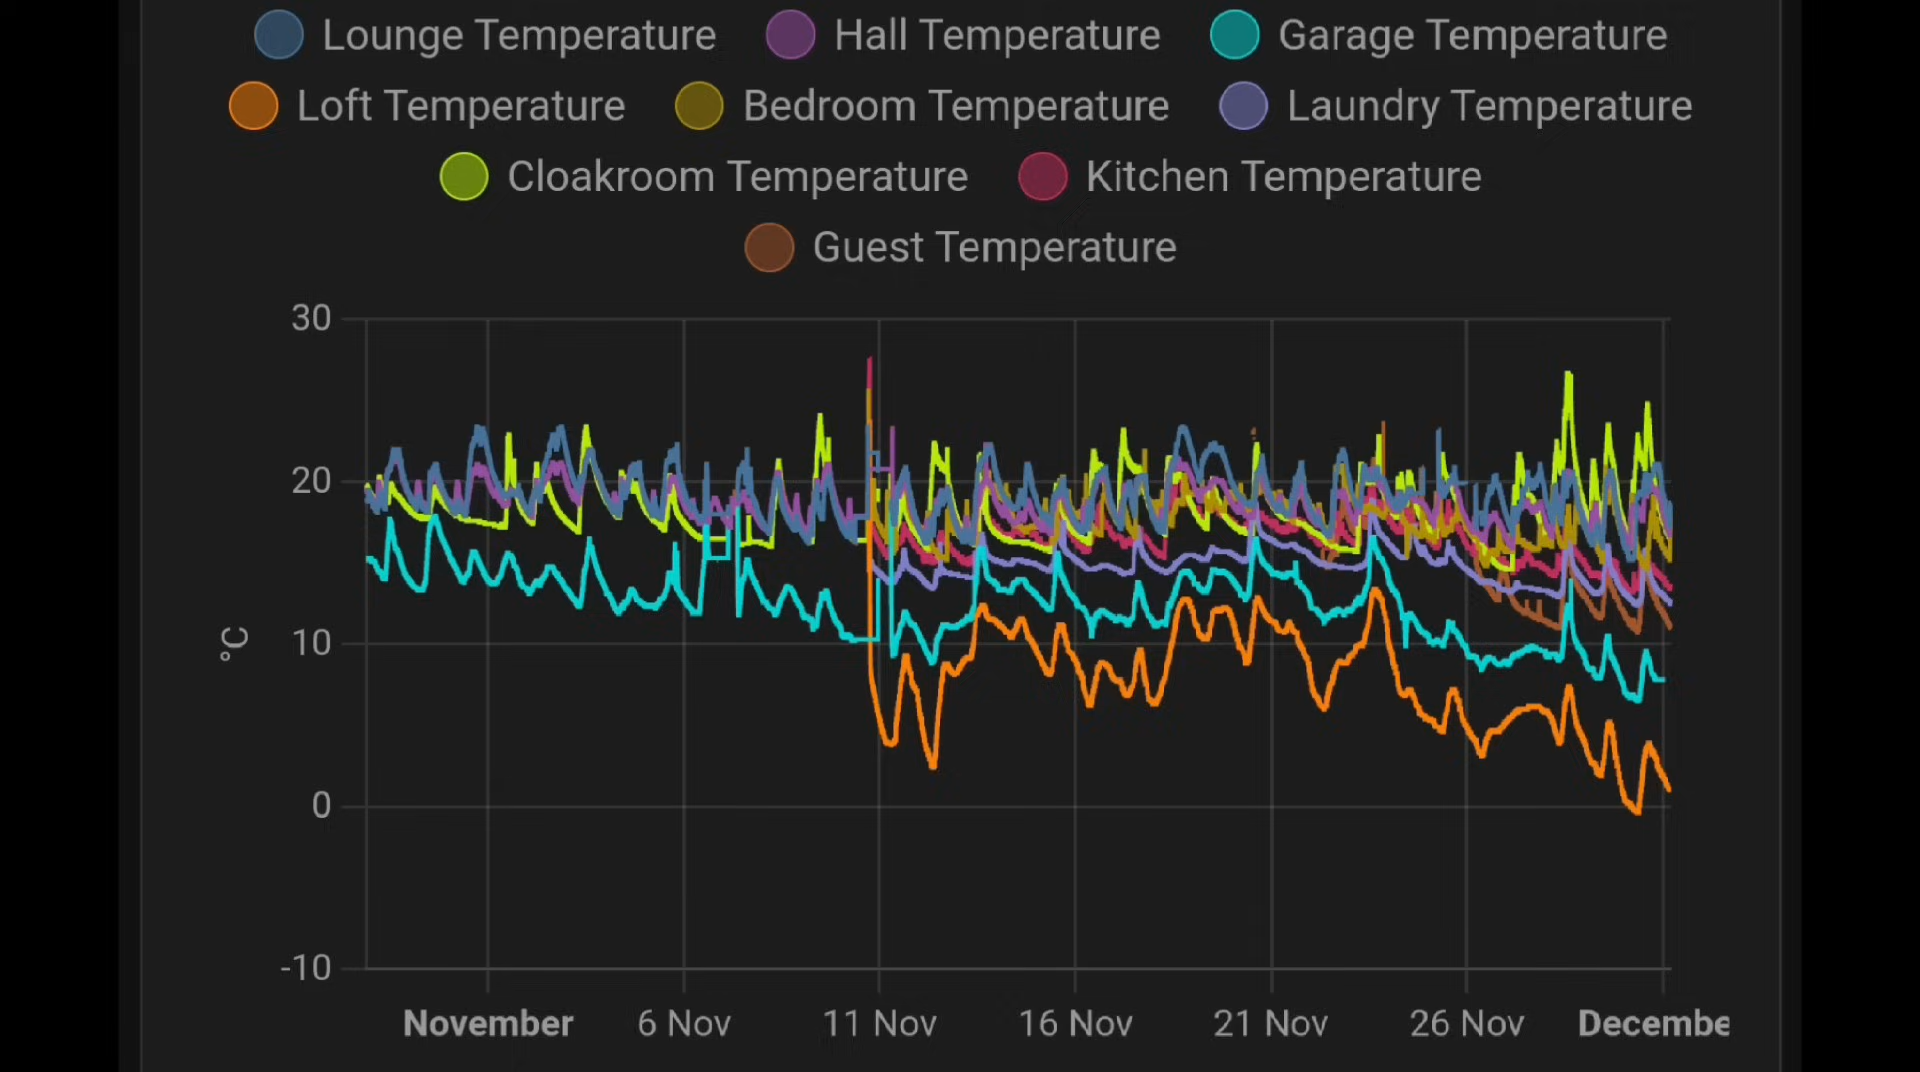 Lounge Temperature Hall Temperature Garage Temperature
Loft Temperature Bedroom Temperature Laundry Temperature
Cloakroom Temperature Kitchen Temperature
Guest Temperature
30
20
10
0
-10
°C
November 6 Nov 11 Nov 16 Nov 21 Nov 26 Nov Decembe